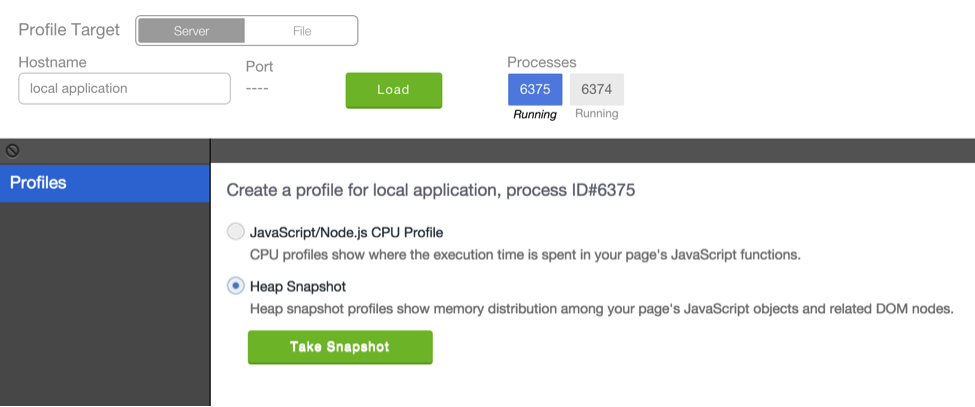 Profile Target
Server
File
Hostname
Port
Processes
local application
----
Load
6375
6374
Running
Running
Profiles
Create a profile for local application, process ID#6375
JavaScript/Node.js CPU Profile
CPU profiles show where the execution time is spent in your page's JavaScript functions.
Heap Snapshot
Heap snapshot profiles show memory distribution among your page's JavaScript objects and related DOM nodes.
Take Snapshot